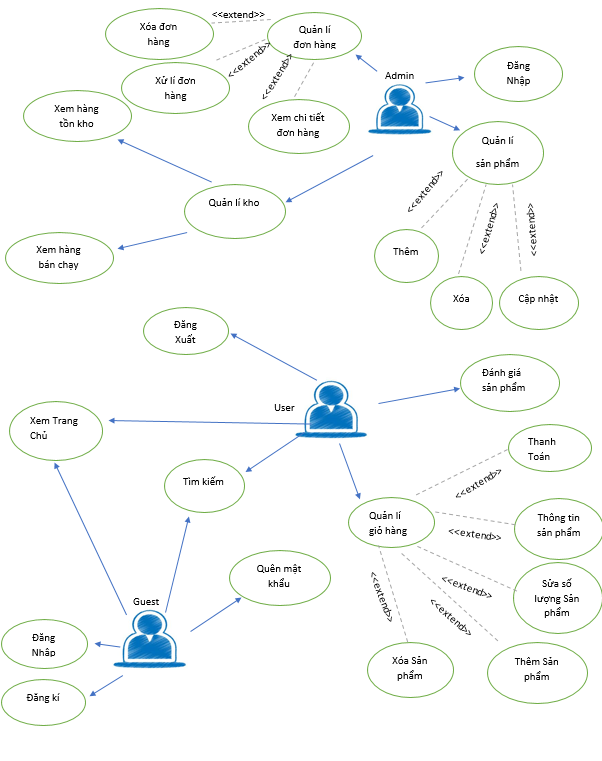 Xóa đơn
hàng
<<extend>>
Quản lí
đơn hàng
<<extend>>
<<extend>>
Xử lí đơn
hàng
Xem chi tiết
đơn hàng
Admin
Đăng
Nhập
Xem hàng
tồn kho
Quản lí
sản phẩm
Quản lí kho
<<extend>>
<<extend>>
<<extend>>
Xem hàng
bán chạy
Thêm
Xóa
Cập nhật
Đăng
Xuất
User
Đánh giá
sản phẩm
Xem Trang
Chủ
Thanh
Toán
Tìm kiếm
<<extend>>
Quản lí
giỏ hàng
<<extend>>
Thông tin
sản phẩm
Quên mật
khẩu
<<extend>>
<<extend>>
<<extend>>
Sửa số
lượng Sản
phẩm
Guest
Đăng
Nhâp
Xóa Sản
phẩm
Thêm Sản
phẩm
Đăng kí